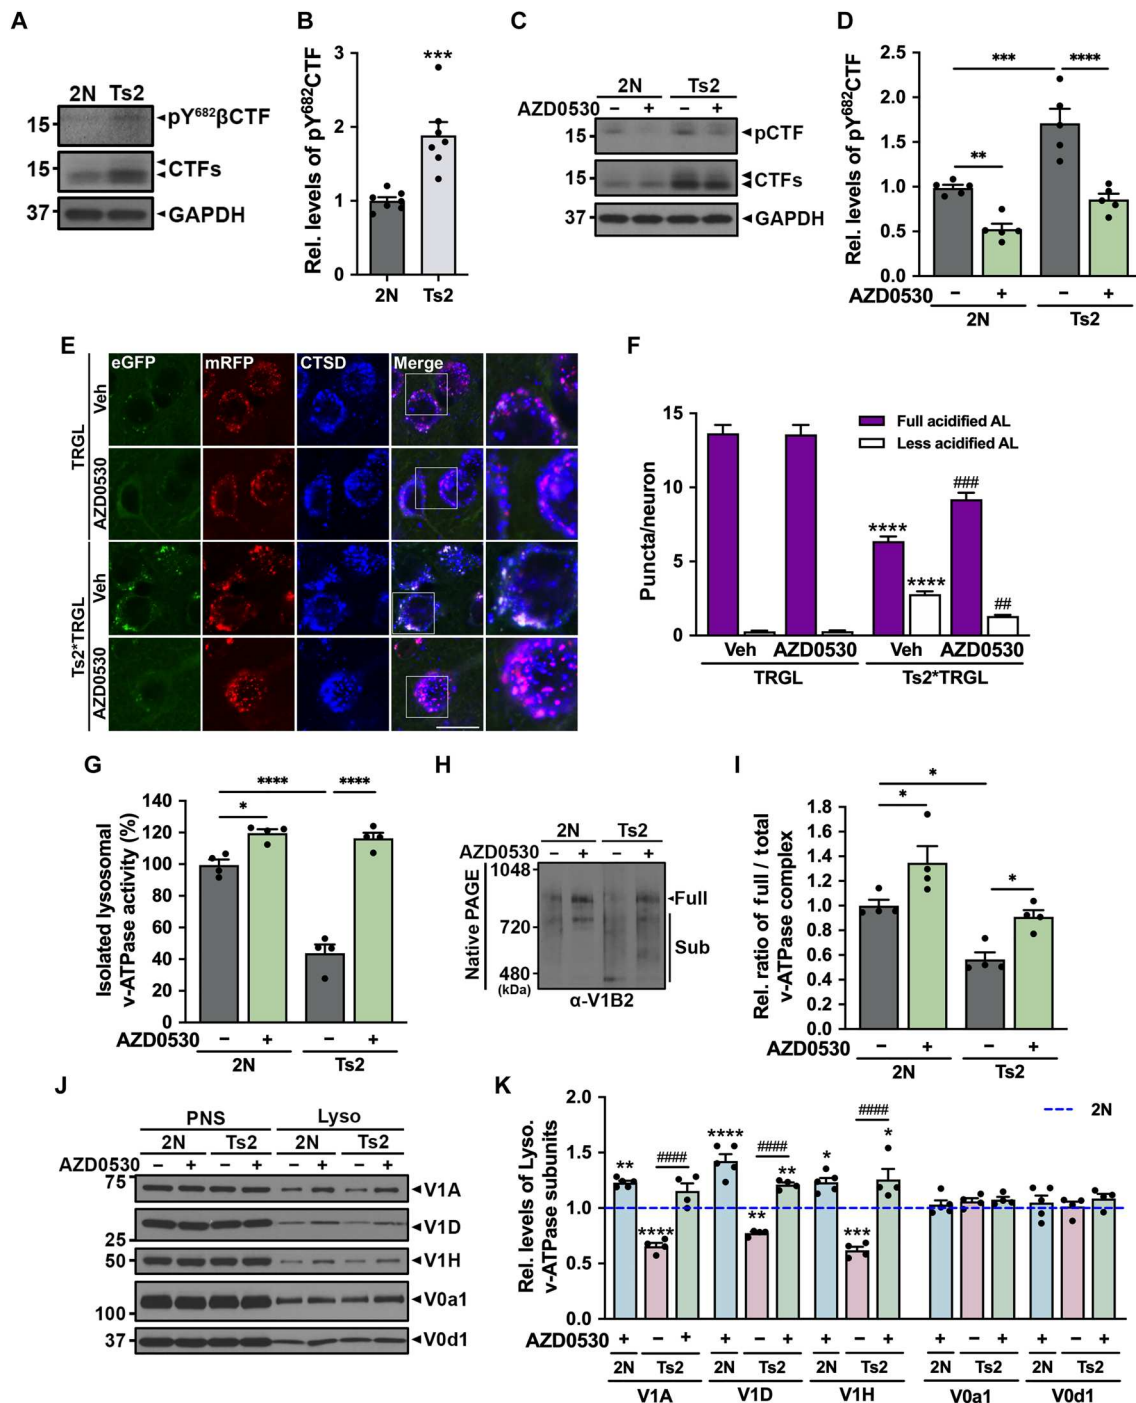 A
2N Ts2
15
pY⁶⁸²βCTF
15
CTFs
37
GAPDH
B
Rel. levels of pY⁶⁸²CTF
3
2
1
0
***
2N
Ts2
C
2N Ts2
AZD0530 – + – +
15
pCTF
15
CTFs
37
GAPDH
D
Rel. levels of pY⁶⁸²CTF
2.5
2.0
1.5
1.0
0.5
0.0
*** ****
**
AZD0530 – + – +
2N Ts2
E
eGFP mRFP CTSD Merge
TRGL
Veh
AZD0530
Ts2*TRGL
Veh
AZD0530
F
Puncta/neuron
15
10
5
0
Full acidified AL
Less acidified AL
****
****
###
##
Veh AZD0530 Veh AZD0530
TRGL Ts2*TRGL
G
Isolated lysosomal
v-ATPase activity (%)
140
120
100
80
60
40
20
0
**** ****
*
AZD0530 – + – +
2N Ts2
H
2N Ts2
AZD0530 – + – +
Native PAGE
1048
720
480
(kDa)
Full
Sub
α-V1B2
I
Rel. ratio of full / total
v-ATPase complex
1.8
1.6
1.4
1.2
1.0
0.8
0.6
0.4
0.2
0.0
*
*
*
AZD0530 – + – +
2N Ts2
J
PNS Lyso
2N Ts2 2N Ts2
AZD0530 – + – + – + – +
75
V1A
V1D
25
50
V1H
V0a1
100
37
V0d1
K
Rel. levels of Lyso.
v-ATPase subunits
2.0
1.5
1.0
0.5
0.0
2N
** **** #### **** ** #### ** * *** #### *
AZD0530 + – + + – + + – + + – + + – +
2N Ts2 2N Ts2 2N Ts2 2N Ts2 2N Ts2
V1A V1D V1H V0a1 V0d1